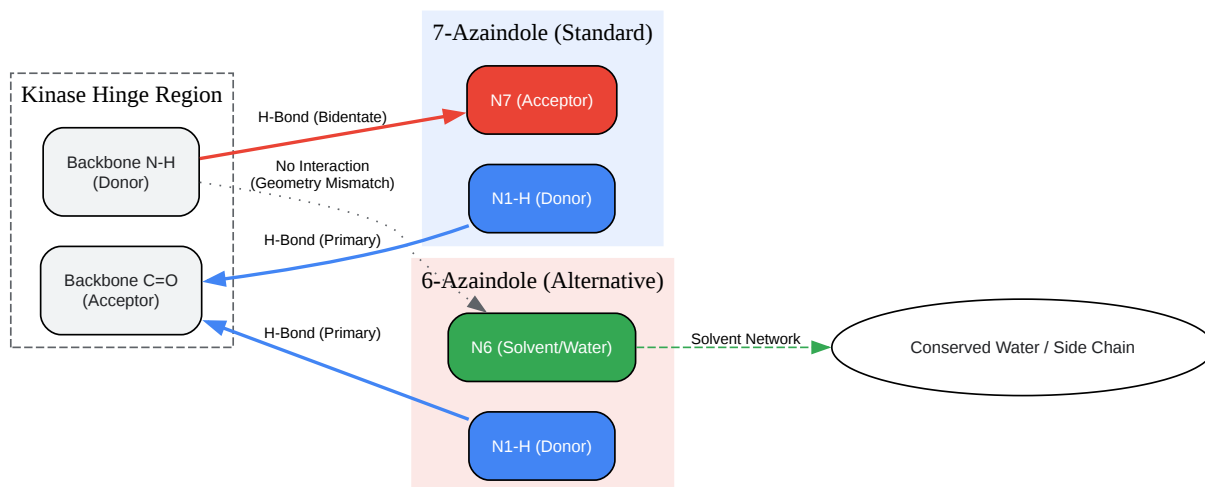 7-Azaindole (Standard)
Kinase Hinge Region
N7 (Acceptor)
H-Bond (Bidentate)
Backbone N-H
(Donor)
No Interaction
(Geometry Mismatch)
N1-H (Donor)
H-Bond (Primary)
Backbone C=O
(Acceptor)
6-Azaindole (Alternative)
H-Bond (Primary)
N6 (Solvent/Water)
Solvent Network
Conserved Water / Side Chain
N1-H (Donor)